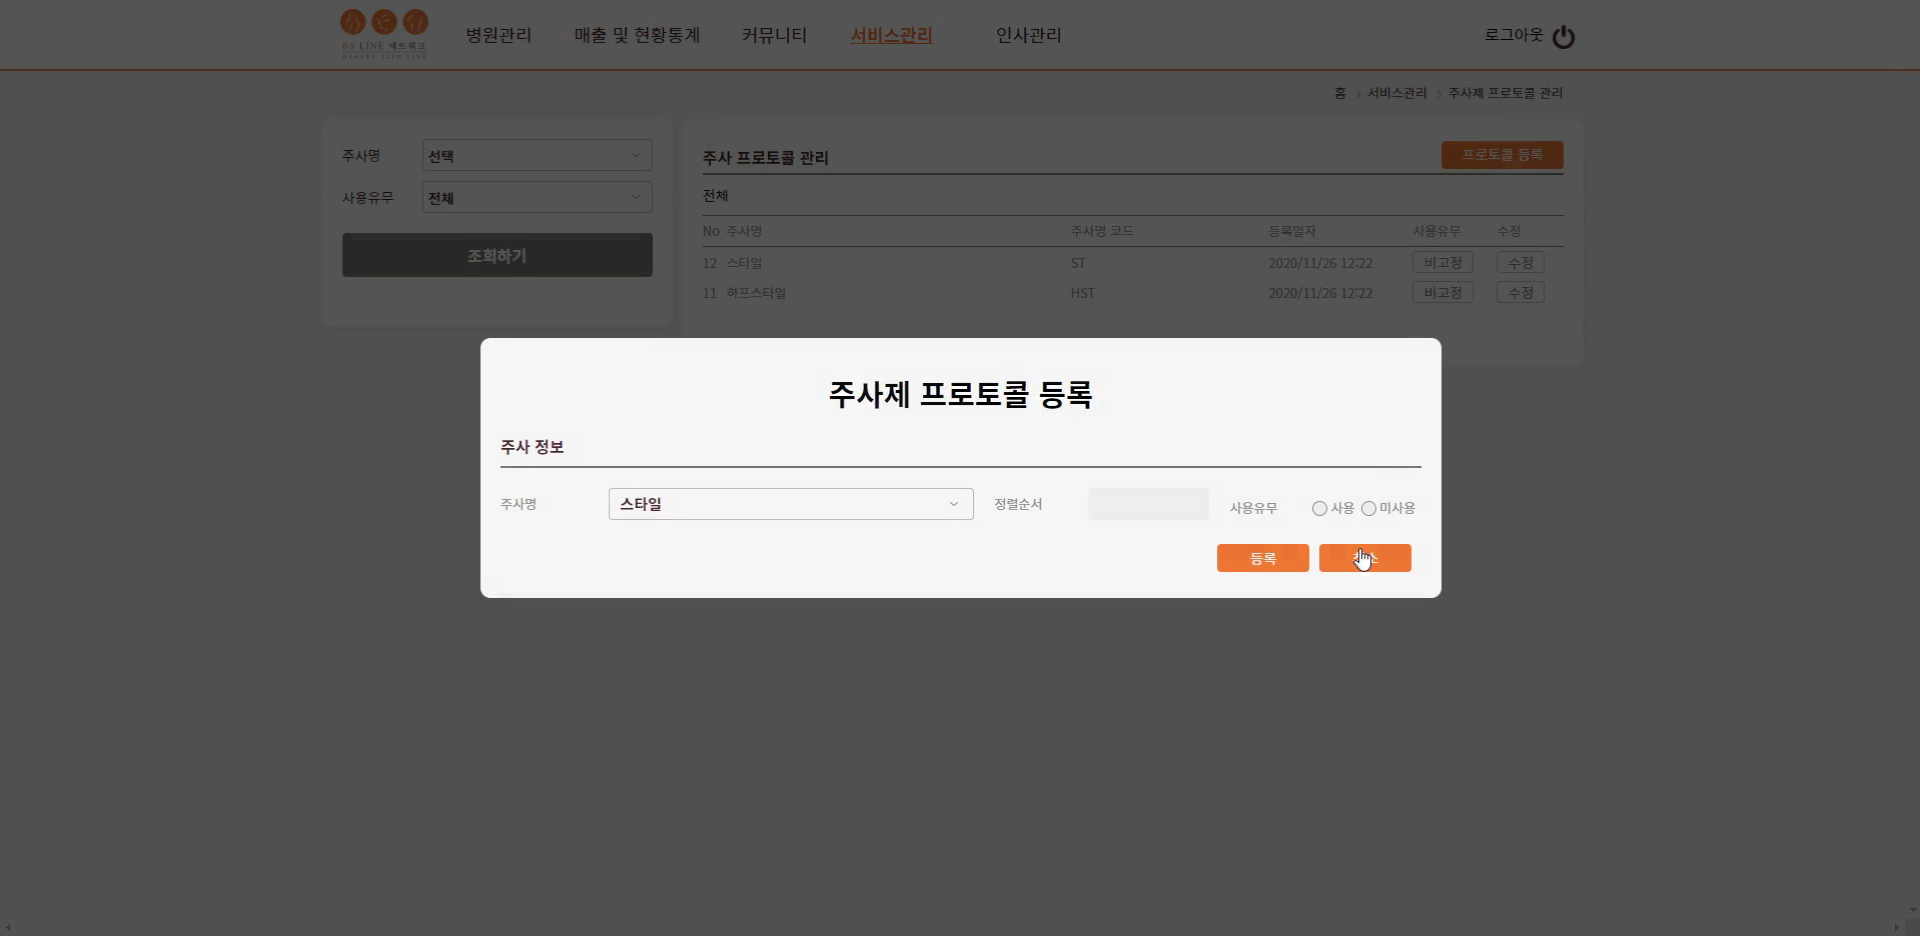 BS LINE 네트워크
BEAUTY SLIM LINE
병원관리
매출 및 현황통계
커뮤니티
서비스관리
인사관리
로그아웃
홈 > 서비스관리 > 주사제 프로토콜 관리
주사명 선택
사용유무 전체
조회하기
주사 프로토콜 관리
프로토콜 등록
전체
No 주사명 주사명 코드 등록일자 사용유무 수정
12 스타일 ST 2020/11/26 12:22 비고정 수정
11 하프스타일 HST 2020/11/26 12:22 비고정 수정
주사제 프로토콜 등록
주사 정보
주사명 스타일 정렬순서 사용유무 사용 미사용
등록